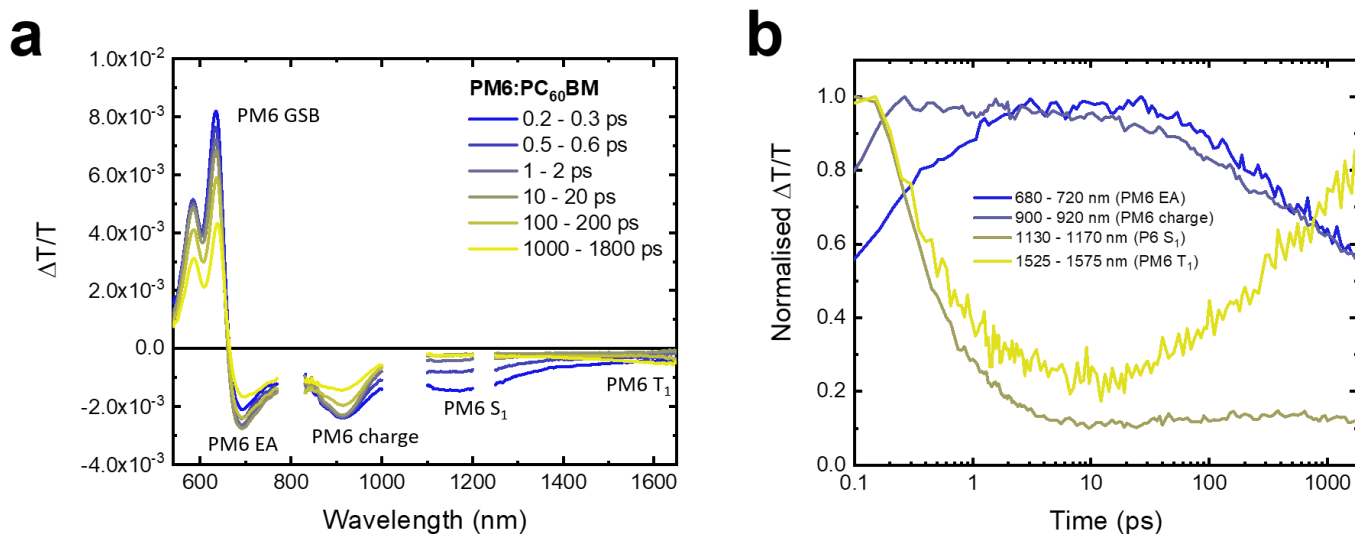 a
1.0x10⁻²
8.0x10⁻³
6.0x10⁻³
4.0x10⁻³
2.0x10⁻³
0.0
-2.0x10⁻³
-4.0x10⁻³
ΔT/T
PM6 GSB
PM6:PC₆₀BM
0.2 - 0.3 ps
0.5 - 0.6 ps
1 - 2 ps
10 - 20 ps
100 - 200 ps
1000 - 1800 ps
PM6 EA
PM6 charge
PM6 S₁
PM6 T₁
600 800 1000 1200 1400 1600
Wavelength (nm)
b
1.0
0.8
0.6
0.4
0.2
0.0
Normalised ΔT/T
680 - 720 nm (PM6 EA)
900 - 920 nm (PM6 charge)
1130 - 1170 nm (P6 S₁)
1525 - 1575 nm (PM6 T₁)
0.1 1 10 100 1000
Time (ps)